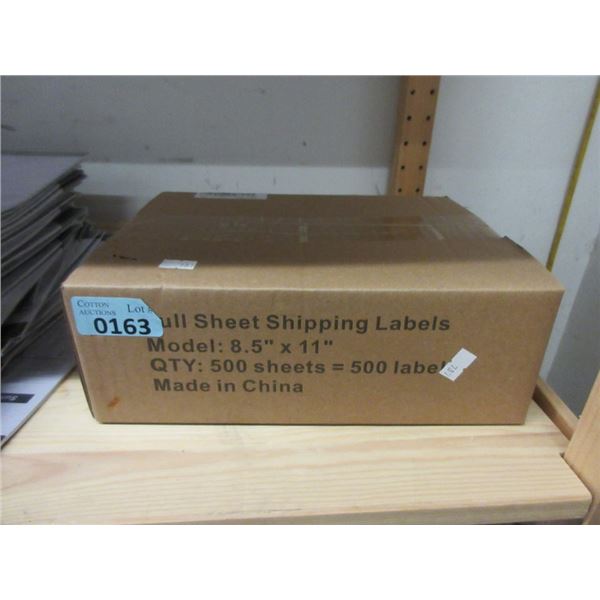 COTTON
AUCTIONS
Lot #
0163
ull Sheet Shipping Labels
Model: 8.5" x 11"
QTY: 500 sheets = 500 label
Made in China